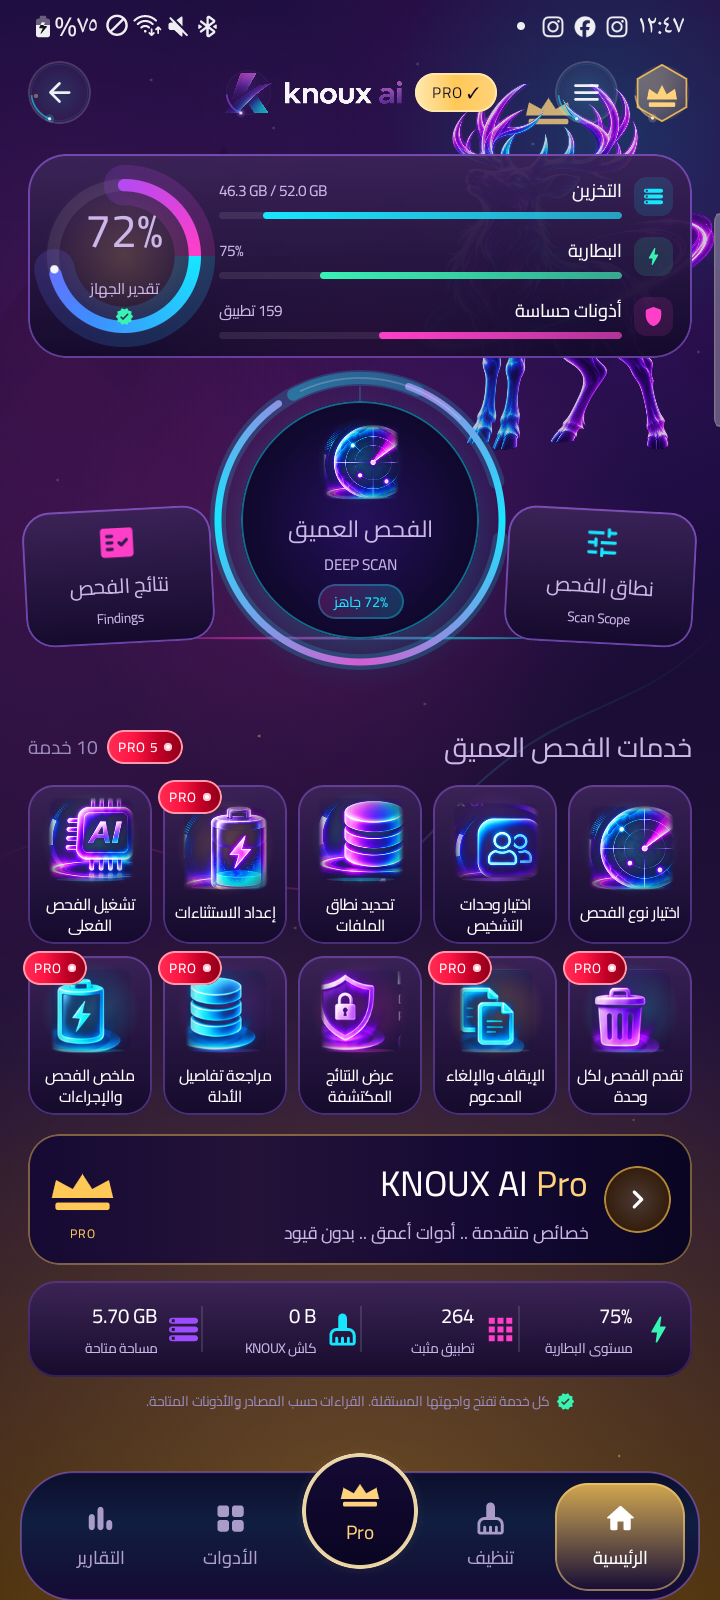 ١٢:٤٧
%٧٥
knoux ai
PRO ✓
التخزين
46.3 GB / 52.0 GB
البطارية
75%
أذونات حساسة
159 تطبيق
72%
تقدير الجهاز
الفحص العميق
DEEP SCAN
72% جاهز
نطاق الفحص
Scan Scope
نتائج الفحص
Findings
خدمات الفحص العميق
PRO 5
10 خدمة
اختيار نوع الفحص
اختيار وحدات
التشخيص
تحديد نطاق
الملفات
PRO
إعداد الاستثناءات
AI
تشغيل الفحص
الفعلي
PRO
تقدم الفحص لكل
وحدة
PRO
الإيقاف والإلغاء
المدعوم
عرض النتائج
المكتشفة
PRO
مراجعة تفاصيل
الأدلة
PRO
ملخص الفحص
والإجراءات
KNOUX AI Pro
خصائص متقدمة .. أدوات أعمق .. بدون قيود
PRO
75%
مستوى البطارية
264
تطبيق مثبت
0 B
كاش KNOUX
5.70 GB
مساحة متاحة
كل خدمة تفتح واجهتها المستقلة. القراءات حسب المصادر والأذونات المتاحة.
الرئيسية
تنظيف
Pro
الأدوات
التقارير